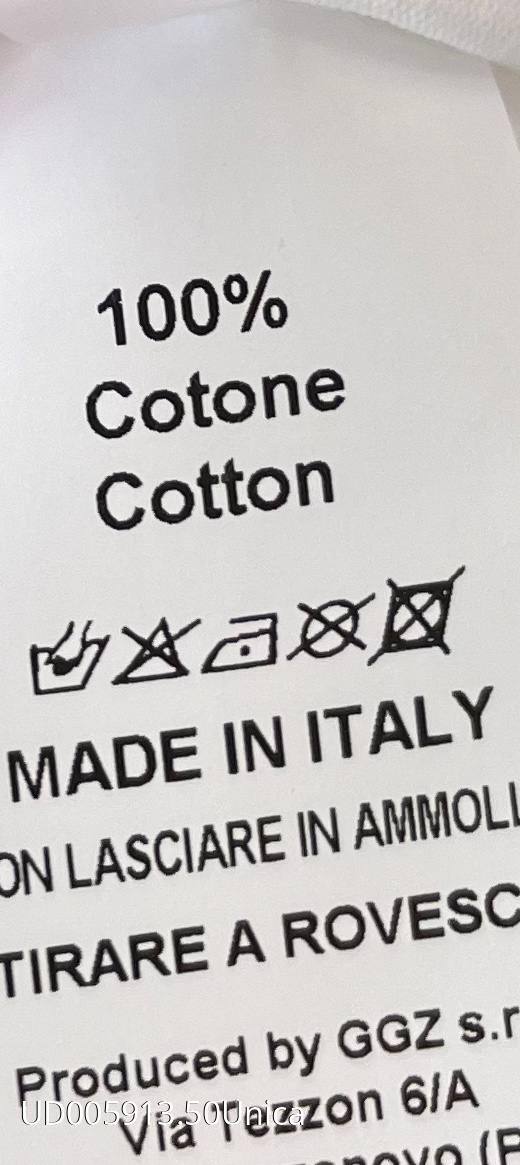 100%
Cotone
Cotton
MADE IN ITALY
ON LASCIARE IN AMMOLL
TIRARE A ROVESC
Produced by GGZ s.r
UD005913.50Unica
Via Tezzon 6/A
onovo (P